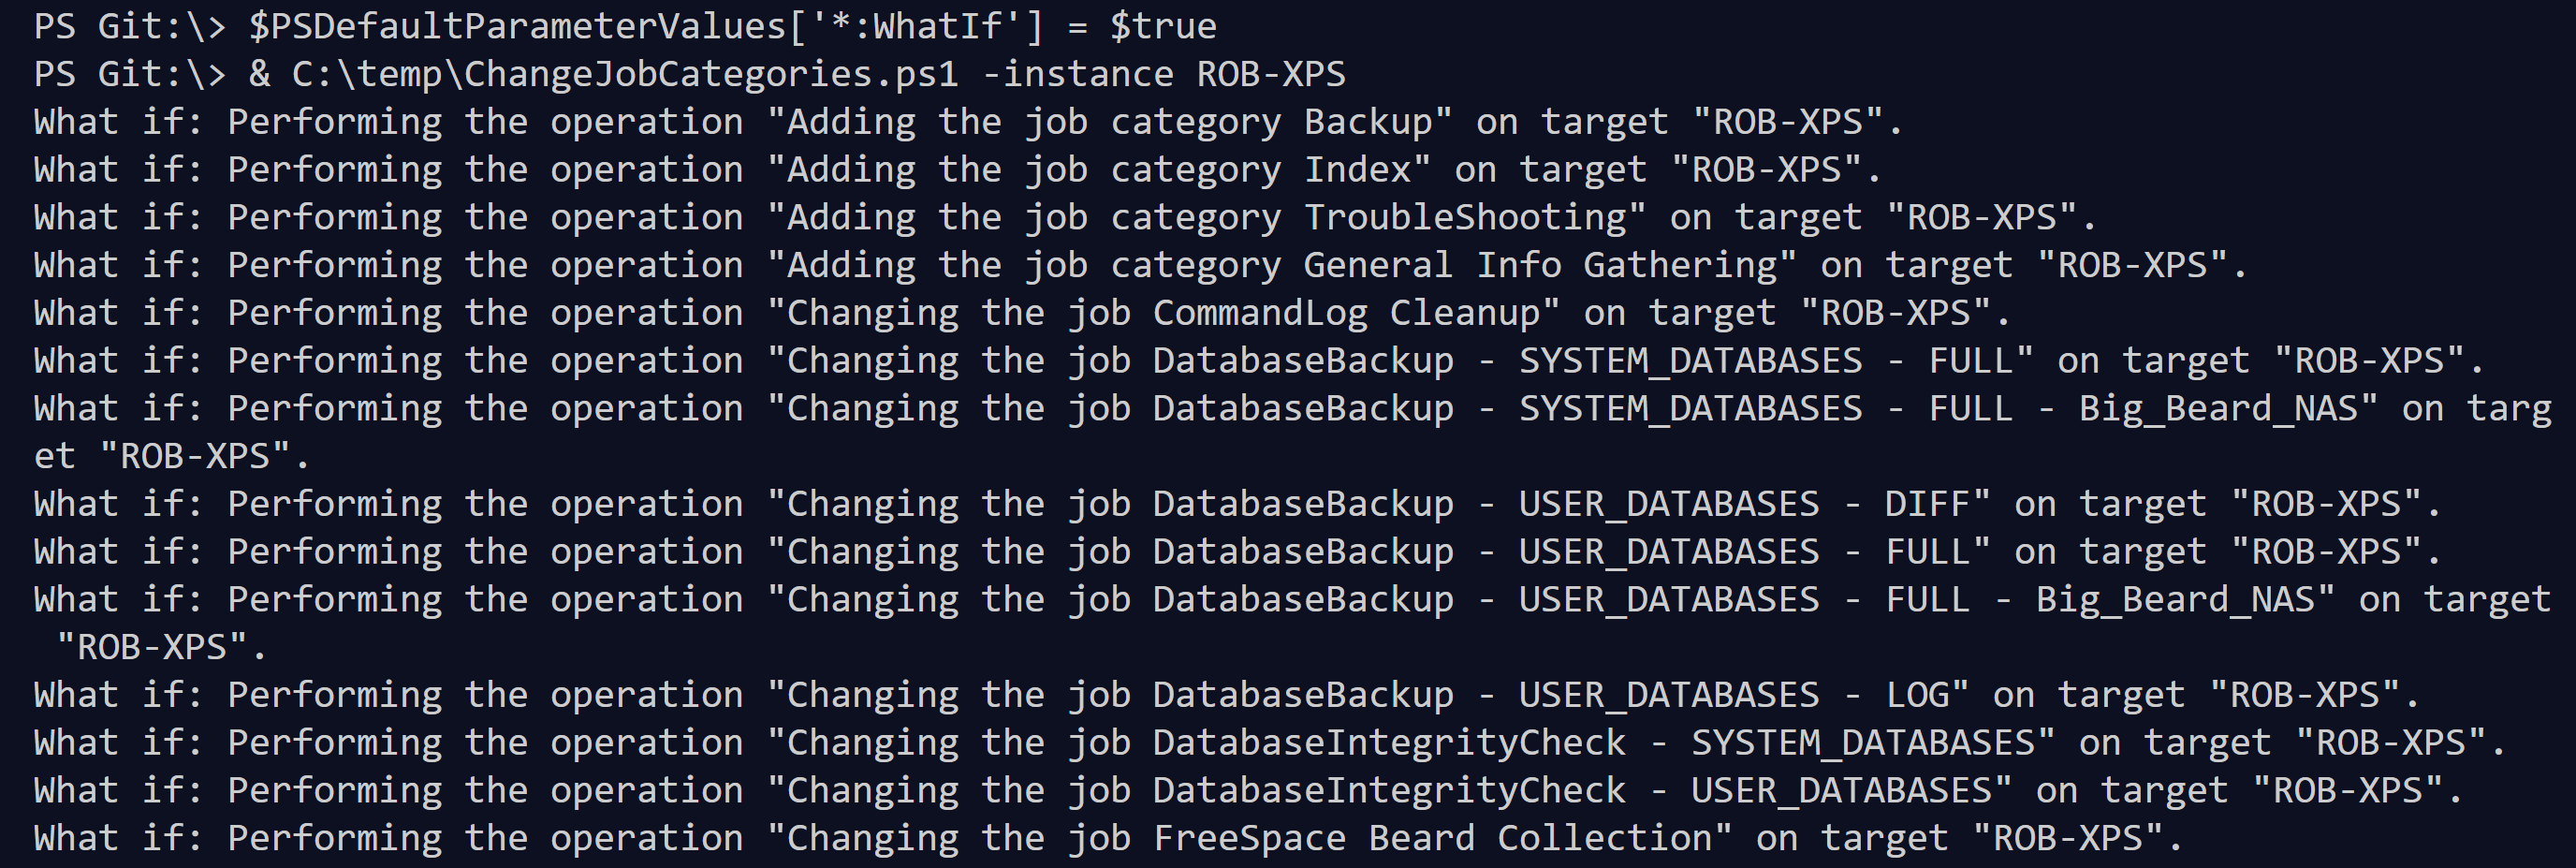 PS Git:\> $PSDefaultParameterValues['*:WhatIf'] = $true
PS Git:\> & C:\temp\ChangeJobCategories.ps1 -instance ROB-XPS
What if: Performing the operation "Adding the job category Backup" on target "ROB-XPS".
What if: Performing the operation "Adding the job category Index" on target "ROB-XPS".
What if: Performing the operation "Adding the job category TroubleShooting" on target "ROB-XPS".
What if: Performing the operation "Adding the job category General Info Gathering" on target "ROB-XPS".
What if: Performing the operation "Changing the job CommandLog Cleanup" on target "ROB-XPS".
What if: Performing the operation "Changing the job DatabaseBackup - SYSTEM_DATABASES - FULL" on target "ROB-XPS".
What if: Performing the operation "Changing the job DatabaseBackup - SYSTEM_DATABASES - FULL - Big_Beard_NAS" on targ
et "ROB-XPS".
What if: Performing the operation "Changing the job DatabaseBackup - USER_DATABASES - DIFF" on target "ROB-XPS".
What if: Performing the operation "Changing the job DatabaseBackup - USER_DATABASES - FULL" on target "ROB-XPS".
What if: Performing the operation "Changing the job DatabaseBackup - USER_DATABASES - FULL - Big_Beard_NAS" on target
 "ROB-XPS".
What if: Performing the operation "Changing the job DatabaseBackup - USER_DATABASES - LOG" on target "ROB-XPS".
What if: Performing the operation "Changing the job DatabaseIntegrityCheck - SYSTEM_DATABASES" on target "ROB-XPS".
What if: Performing the operation "Changing the job DatabaseIntegrityCheck - USER_DATABASES" on target "ROB-XPS".
What if: Performing the operation "Changing the job FreeSpace Beard Collection" on target "ROB-XPS".